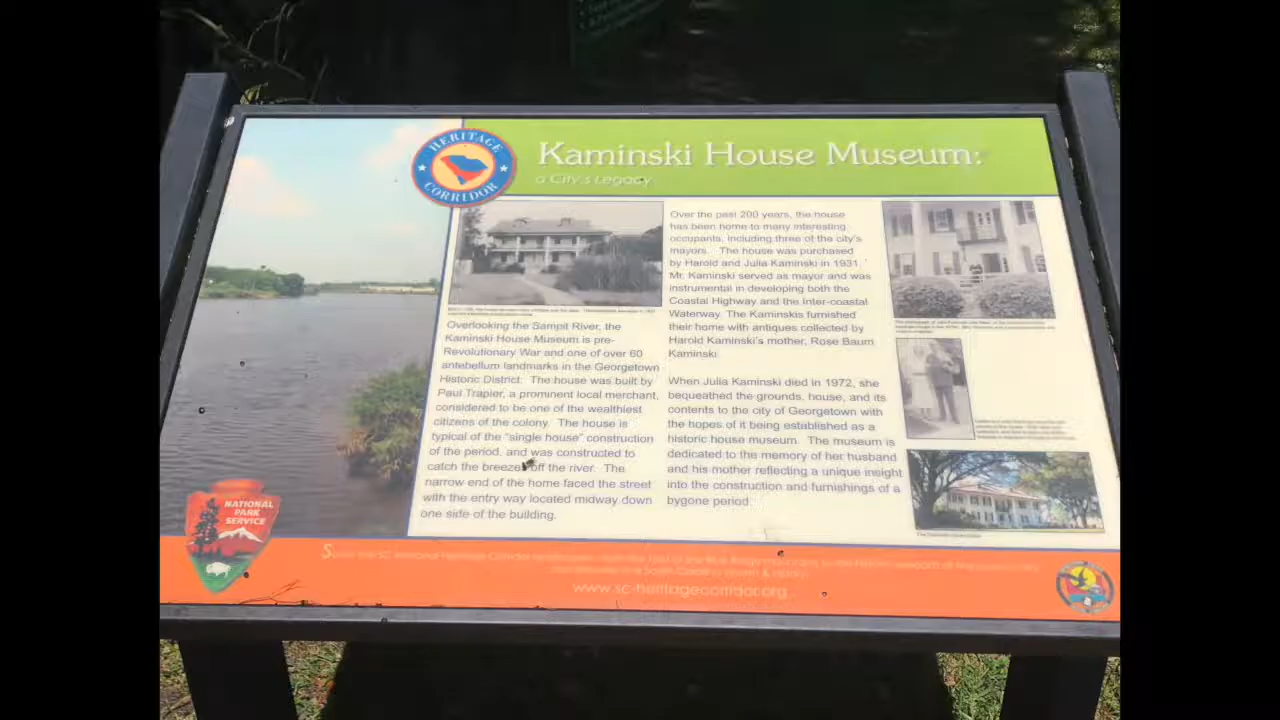 HERITAGE
CORRIDOR
Kaminski House Museum:
a City's Legacy
Overlooking the Sampit River, the
Kaminski House Museum is pre-
Revolutionary War and one of over 60
antebellum landmarks in the Georgetown
Historic District. The house was built by
Paul Trapier, a prominent local merchant,
considered to be one of the wealthiest
citizens of the colony. The house is
typical of the "single house" construction
of the period, and was constructed to
catch the breezes off the river. The
narrow end of the home faced the street
with the entry way located midway down
one side of the building.
Over the past 200 years, the house
has been home to many interesting
occupants, including three of the city's
mayors. The house was purchased
by Harold and Julia Kaminski in 1931.
Mr. Kaminski served as mayor and was
instrumental in developing both the
Coastal Highway and the Inter-coastal
Waterway. The Kaminskis furnished
their home with antiques collected by
Harold Kaminski's mother, Rose Baum
Kaminski.
When Julia Kaminski died in 1972, she
bequeathed the grounds, house, and its
contents to the city of Georgetown with
the hopes of it being established as a
historic house museum. The museum is
dedicated to the memory of her husband
and his mother reflecting a unique insight
into the construction and furnishings of a
bygone period.
NATIONAL
PARK
SERVICE
www.sc-heritagecorridor.org